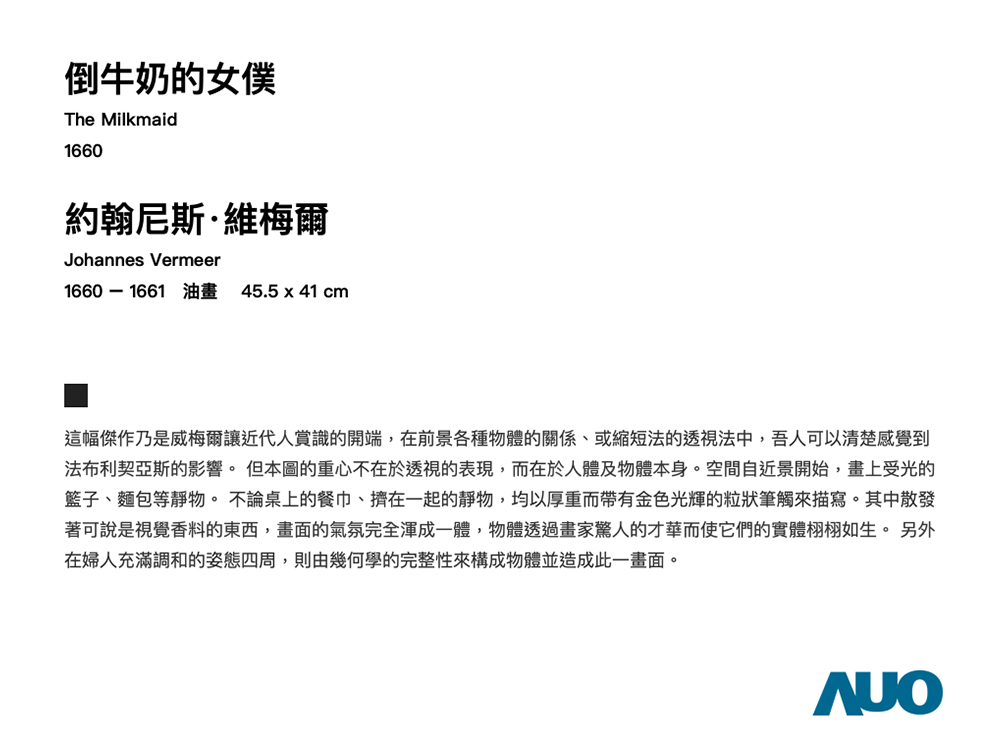 倒牛奶的女僕
The Milkmaid
1660
約翰尼斯·維梅爾
Johannes Vermeer
1660 — 1661 油畫 45.5 x 41 cm
這幅傑作乃是威梅爾讓近代人賞識的開端，在前景各種物體的關係、或縮短法的透視法中，吾人可以清楚感覺到
法布利契亞斯的影響。 但本圖的重心不在於透視的表現，而在於人體及物體本身。空間自近景開始，畫上受光的
籃子、麵包等靜物。 不論桌上的餐巾、擠在一起的靜物，均以厚重而帶有金色光輝的粒狀筆觸來描寫。其中散發
著可說是視覺香料的東西，畫面的氣氛完全渾成一體，物體透過畫家驚人的才華而使它們的實體栩栩如生。 另外
在婦人充滿調和的姿態四周，則由幾何學的完整性來構成物體並造成此一畫面。
AUO